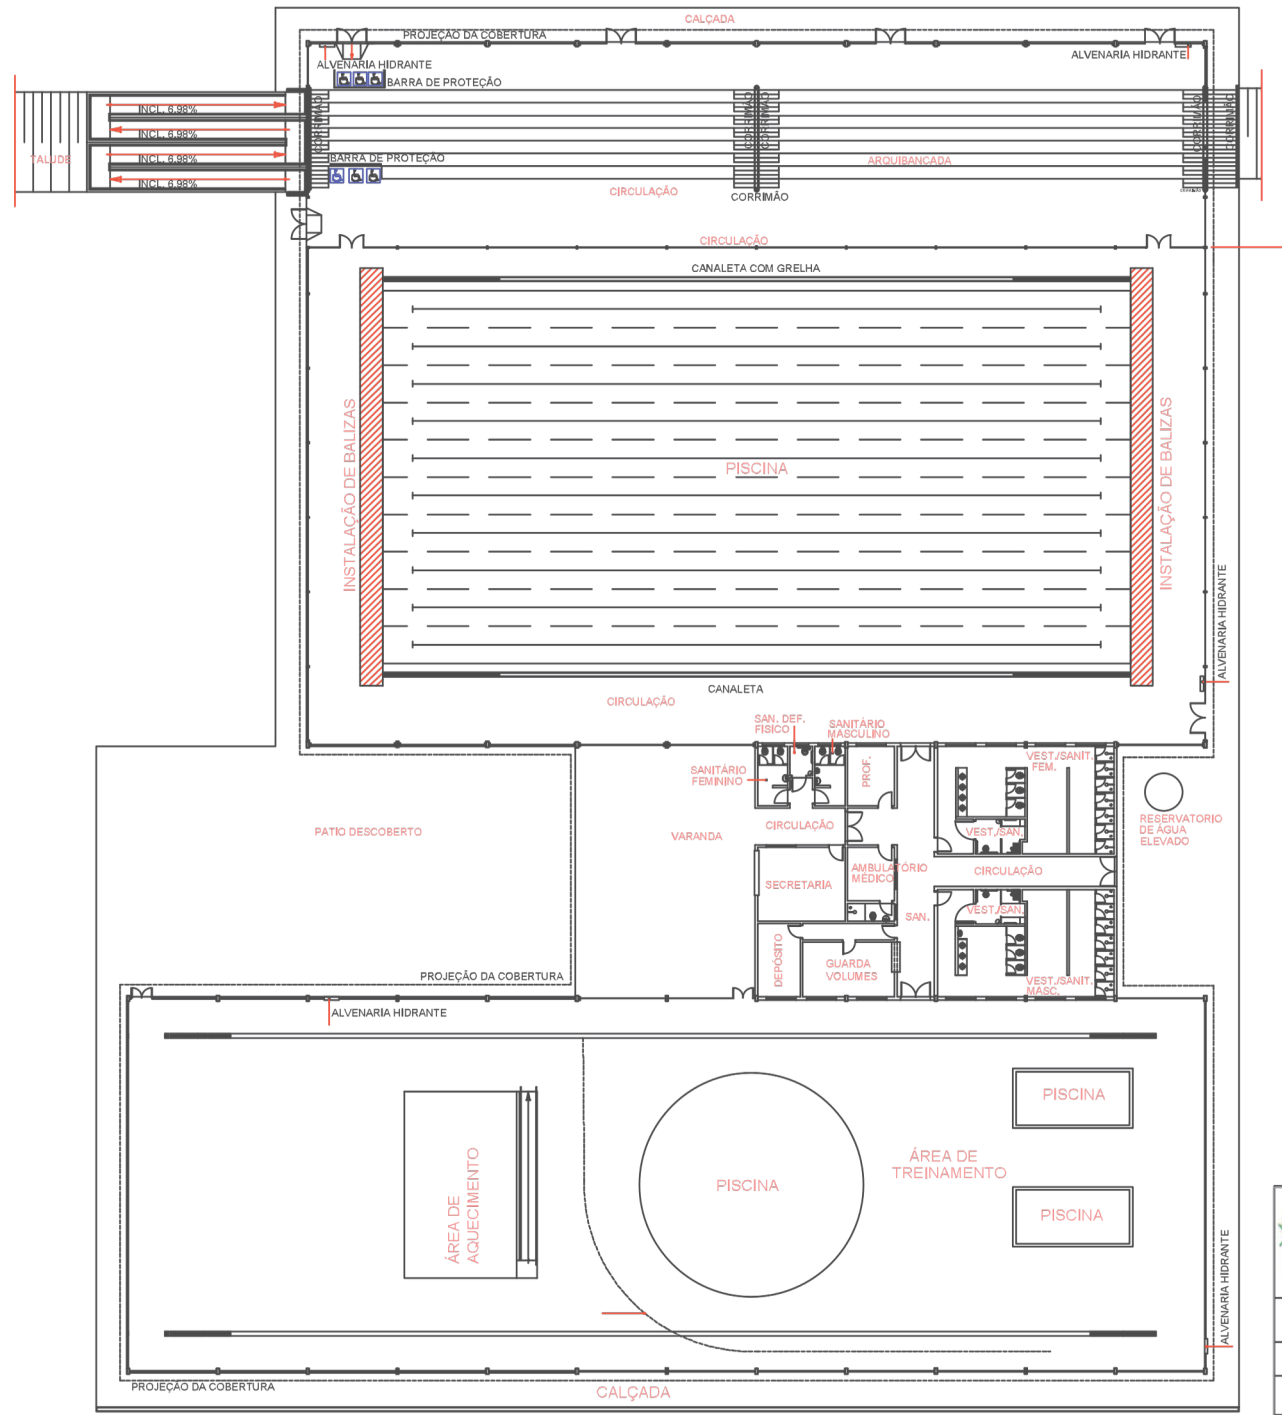 CALÇADA
PROJEÇÃO DA COBERTURA
ALVENARIA HIDRANTE
ALVENARIA HIDRANTE
BARRA DE PROTEÇÃO
INCL. 6.98%
INCL. 6.98%
INCL. 6.98%
INCL. 6.98%
TALUDE
CORRIMÃO
CORRIMÃO
CORRIMÃO
CORRIMÃO
CORRIMÃO
BARRA DE PROTEÇÃO
ARQUIBANCADA
CIRCULAÇÃO
CORRIMÃO
CIRCULAÇÃO
CANALETA COM GRELHA
INSTALAÇÃO DE BALIZAS
PISCINA
INSTALAÇÃO DE BALIZAS
ALVENARIA HIDRANTE
CANALETA
CIRCULAÇÃO
SAN. DEF.
FÍSICO
SANITÁRIO
MASCULINO
SANITÁRIO
FEMININO
PROF.
VEST./SANIT.
FEM.
RESERVATORIO
DE ÁGUA
ELEVADO
PATIO DESCOBERTO
VARANDA
CIRCULAÇÃO
VEST./SAN.
AMBULATÓRIO
MÉDICO
CIRCULAÇÃO
SECRETARIA
SAN.
VEST./SAN.
DEPÓSITO
GUARDA
VOLUMES
VEST./SANIT.
MASC.
PROJEÇÃO DA COBERTURA
ALVENARIA HIDRANTE
PISCINA
ÁREA DE
TREINAMENTO
ÁREA DE
AQUECIMENTO
PISCINA
PISCINA
ALVENARIA HIDRANTE
PROJEÇÃO DA COBERTURA
CALÇADA